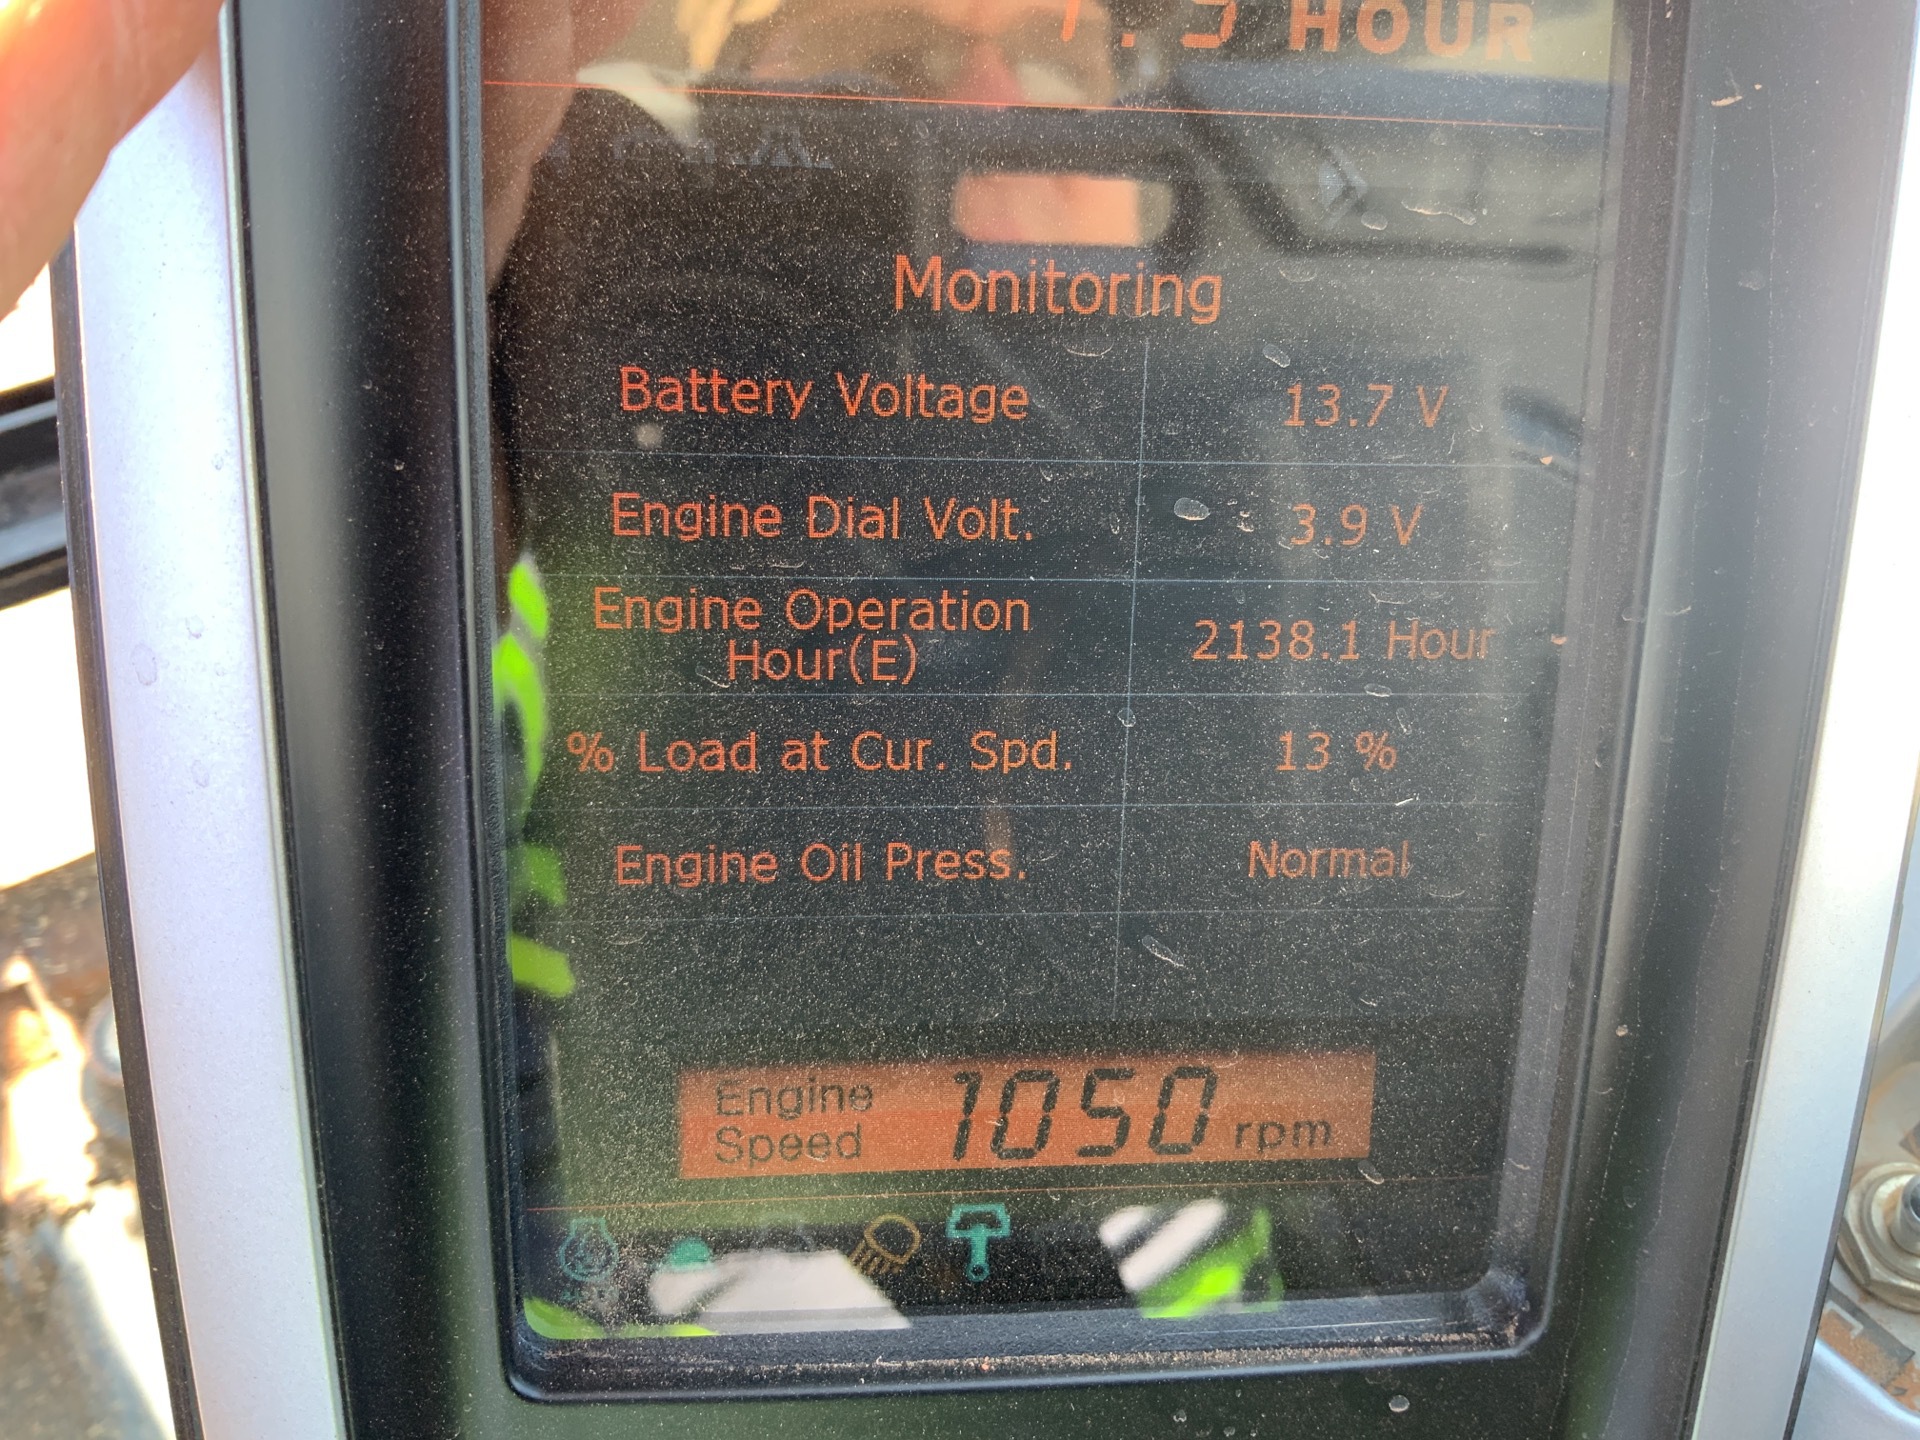 HOUR
Monitoring
Battery Voltage 13.7 V
Engine Dial Volt. 3.9 V
Engine Operation
Hour(E) 2138.1 Hour
% Load at Cur. Spd. 13 %
Engine Oil Press. Normal
Engine
Speed 1050 rpm